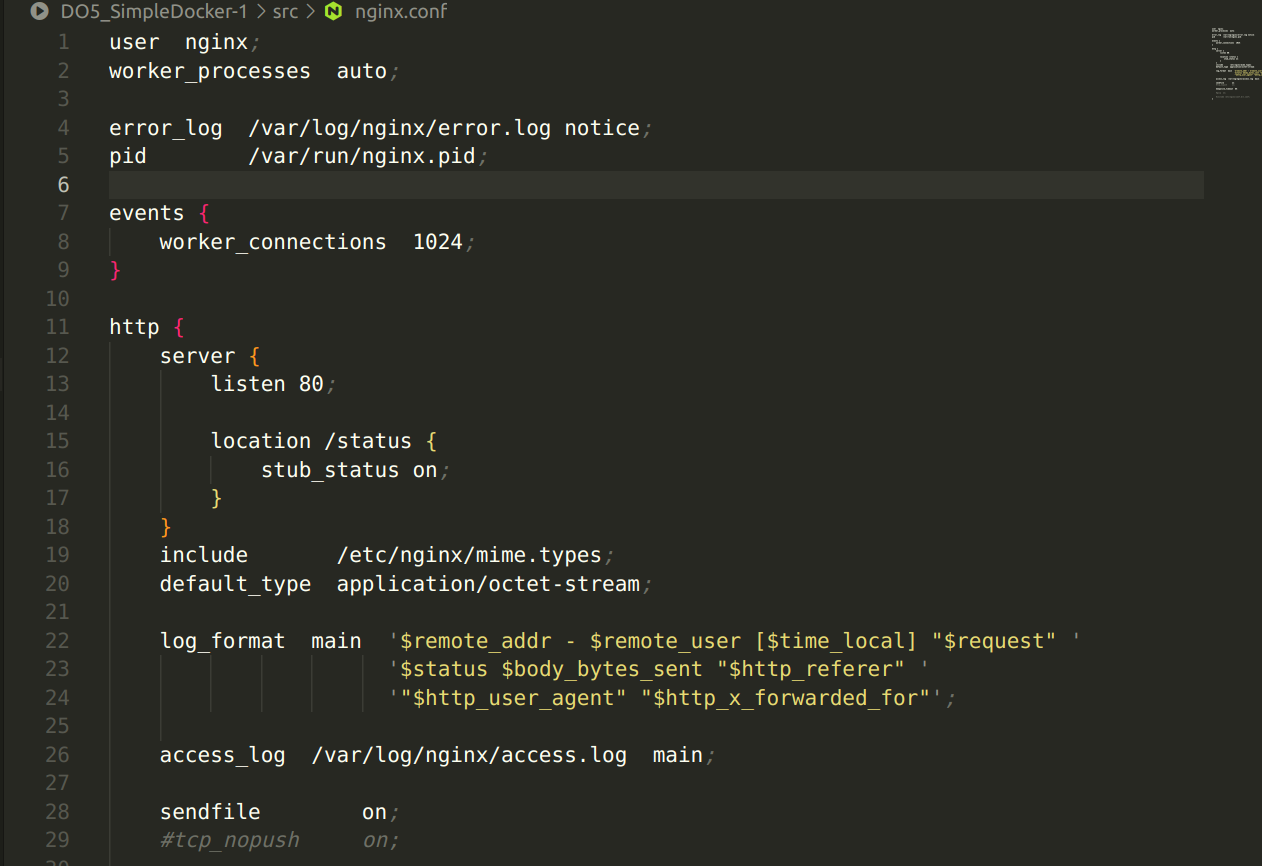 DO5_SimpleDocker-1 > src > nginx.conf
1 user  nginx;
2 worker_processes  auto;
3
4 error_log  /var/log/nginx/error.log notice;
5 pid        /var/run/nginx.pid;
6
7 events {
8     worker_connections  1024;
9 }
10
11 http {
12     server {
13         listen 80;
14
15         location /status {
16             stub_status on;
17         }
18     }
19     include       /etc/nginx/mime.types;
20     default_type  application/octet-stream;
21
22     log_format  main  '$remote_addr - $remote_user [$time_local] "$request" '
23                       '$status $body_bytes_sent "$http_referer" '
24                       '"$http_user_agent" "$http_x_forwarded_for"';
25
26     access_log  /var/log/nginx/access.log  main;
27
28     sendfile        on;
29     #tcp_nopush     on;